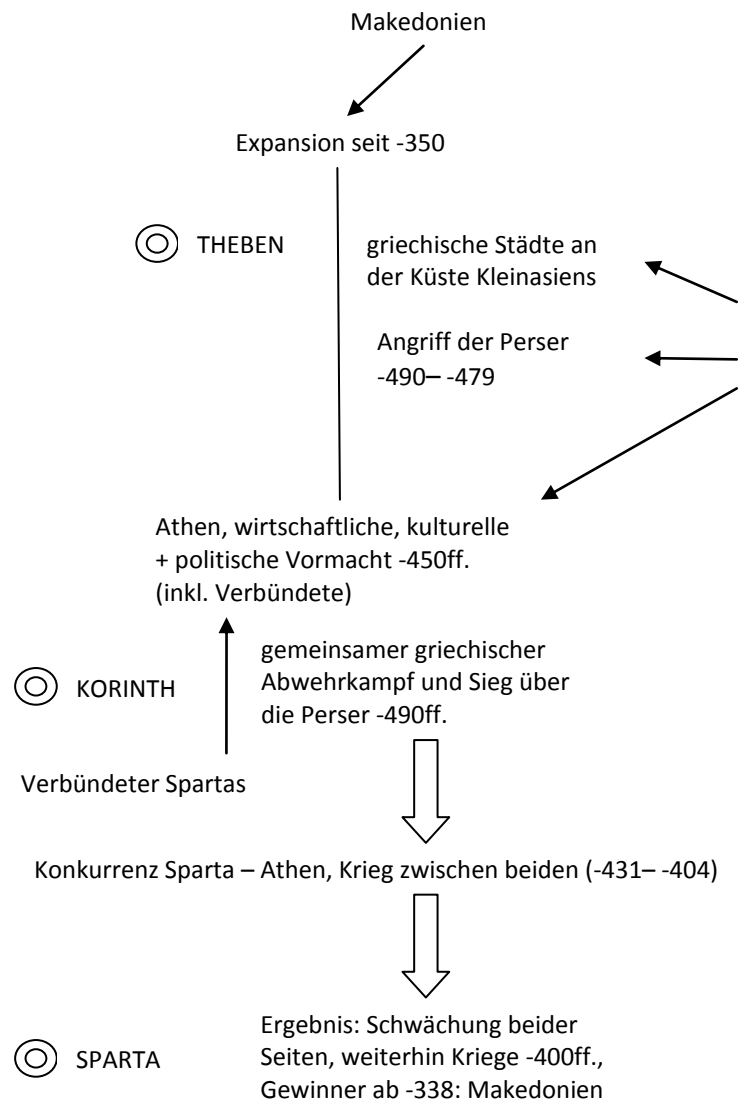 Makedonien
Expansion seit -350
THEBEN
griechische Städte an
der Küste Kleinasiens
Angriff der Perser
-490– -479
Athen, wirtschaftliche, kulturelle
+ politische Vormacht -450ff.
(inkl. Verbündete)
KORINTH
gemeinsamer griechischer
Abwehrkampf und Sieg über
die Perser -490ff.
Verbündeter Spartas
Konkurrenz Sparta – Athen, Krieg zwischen beiden (-431– -404)
SPARTA
Ergebnis: Schwächung beider
Seiten, weiterhin Kriege -400ff.,
Gewinner ab -338: Makedonien